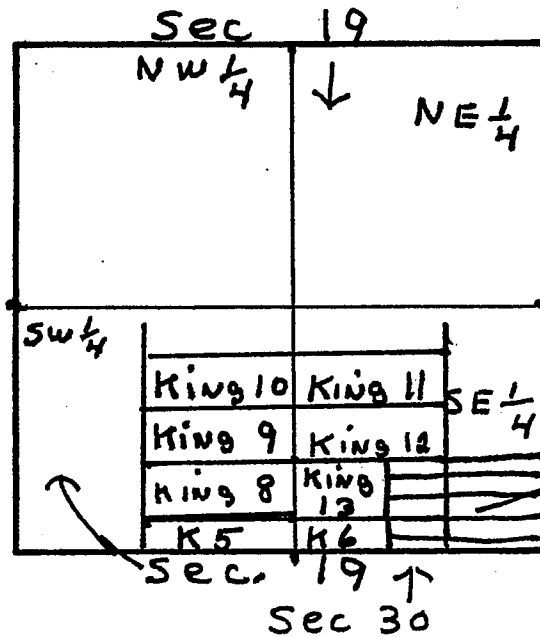 Sec 19
NW 1/4
NE 1/4
SW 1/4
King 10 King 11
SE 1/4
King 9 King 12
King 8 King 13
K5 K6
Sec. 19
Sec 30